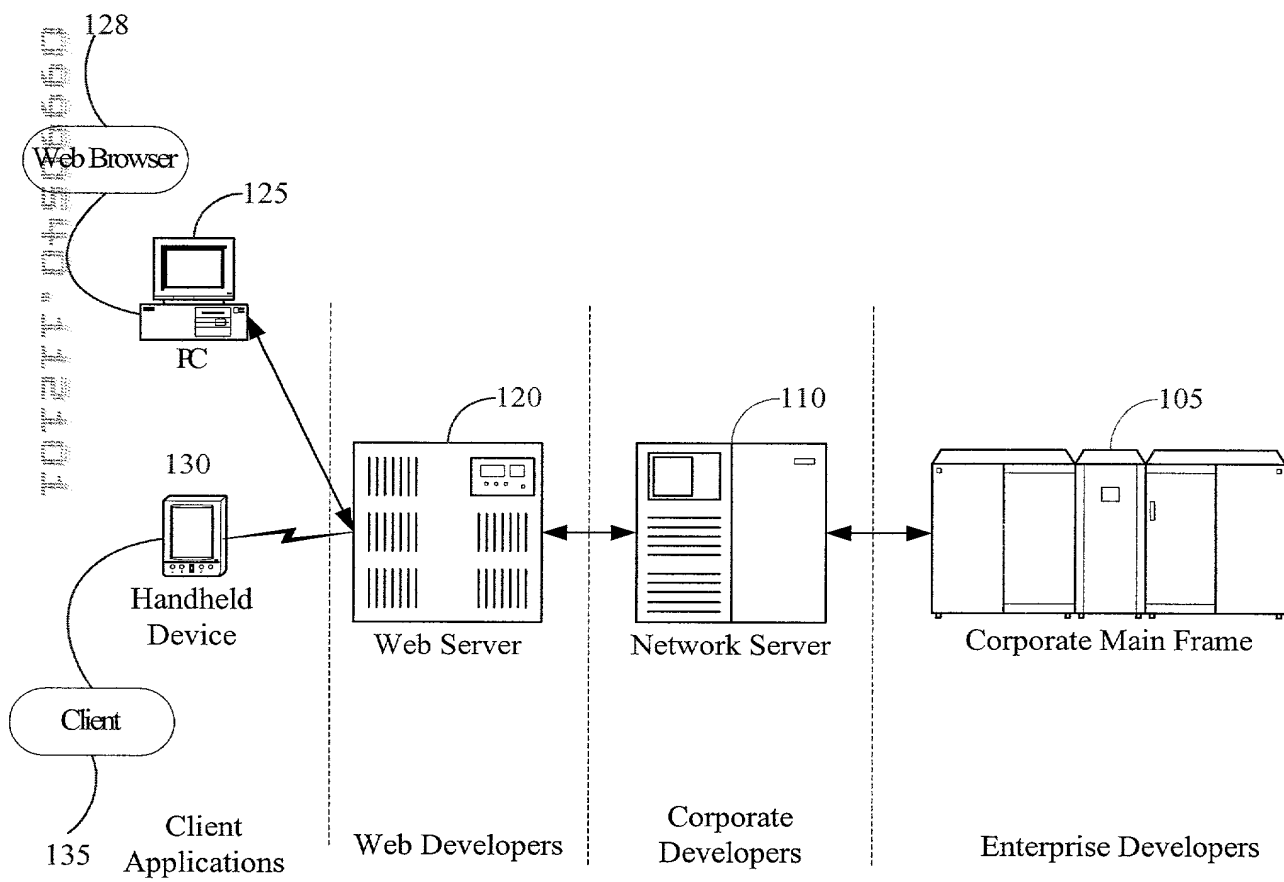 128
Web Browser
125
PC
120
110
105
130
Handheld
Device
Web Server
Network Server
Corporate Main Frame
Client
135
Client
Applications
Web Developers
Corporate
Developers
Enterprise Developers